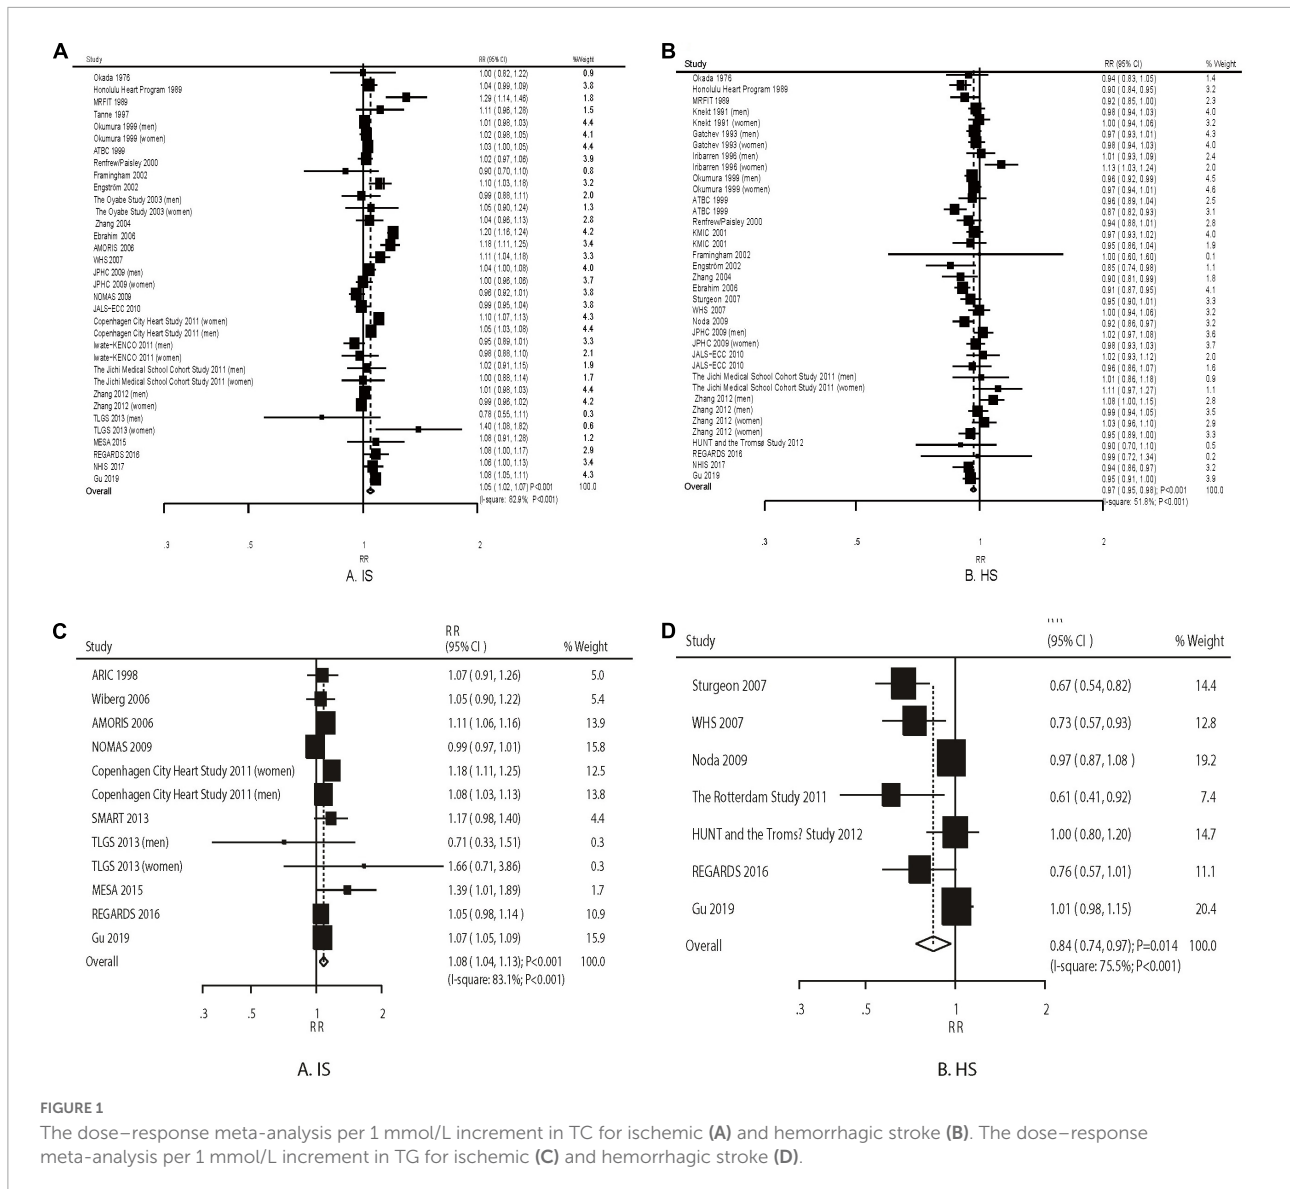 A
Study RR (95% CI) %Weight
Okada 1976 1.00 (0.82, 1.22) 0.9
Honolulu Heart Program 1989 1.04 (0.99, 1.09) 3.8
MRFIT 1989 1.29 (1.14, 1.46) 1.8
Tanne 1997 1.11 (0.96, 1.28) 1.5
Okumura 1999 (men) 1.01 (0.98, 1.03) 4.4
Okumura 1999 (women) 1.02 (0.98, 1.05) 4.1
ATBC 1999 1.03 (1.00, 1.05) 4.4
Renfrew/Paisley 2000 1.02 (0.97, 1.06) 3.9
Framingham 2002 0.90 (0.70, 1.10) 0.8
Engström 2002 1.10 (1.03, 1.18) 3.2
The Oyabe Study 2003 (men) 0.99 (0.88, 1.11) 2.0
The Oyabe Study 2003 (women) 1.05 (0.90, 1.24) 1.3
Zhang 2004 1.04 (0.96, 1.13) 2.8
Ebrahim 2006 1.20 (1.16, 1.24) 4.2
AMORIS 2006 1.18 (1.11, 1.25) 3.4
WHS2007 1.11 (1.04, 1.18) 3.3
JPHC 2009 (men) 1.04 (1.00, 1.08) 4.0
JPHC 2009 (women) 1.00 (0.96, 1.06) 3.7
NOMAS 2009 0.96 (0.92, 1.01) 3.8
JALS-ECC 2010 0.99 (0.95, 1.04) 3.8
Copenhagen City Heart Study 2011 (women) 1.10 (1.07, 1.13) 4.3
Copenhagen City Heart Study 2011 (men) 1.05 (1.03, 1.08) 4.4
Iwate-KENCO 2011 (men) 0.95 (0.89, 1.01) 3.3
Iwate-KENCO 2011 (women) 0.98 (0.88, 1.10) 2.1
The Jichi Medical School Cohort Study 2011 (men) 1.02 (0.91, 1.15) 1.9
The Jichi Medical School Cohort Study 2011 (women) 1.00 (0.88, 1.14) 1.7
Zhang 2012 (men) 1.01 (0.98, 1.03) 4.4
Zhang 2012 (women) 0.99 (0.96, 1.02) 4.2
TLGS 2013 (men) 0.78 (0.55, 1.11) 0.3
TLGS 2013 (women) 1.40 (1.08, 1.82) 0.6
MESA 2015 1.08 (0.91, 1.28) 1.2
REGARDS 2016 1.08 (1.00, 1.17) 2.9
NHIS 2017 1.06 (1.00, 1.13) 3.4
Gu 2019 1.08 (1.05, 1.11) 4.3
Overall 1.05 (1.02, 1.07) P<0.001 100.0
(I-square: 82.9%; P<0.001)
.3 .5 1 2
RR
A. IS
B
Study RR (95% CI) % Weight
Okada 1976 0.94 (0.83, 1.05) 1.4
Honolulu Heart Program 1989 0.90 (0.84, 0.95) 3.2
MRFIT 1989 0.92 (0.85, 1.00) 2.3
Knekt 1991 (men) 0.98 (0.94, 1.03) 4.0
Knekt 1991 (women) 1.00 (0.94, 1.06) 3.2
Gatchev 1993 (men) 0.97 (0.93, 1.01) 4.3
Gatchev 1993 (women) 0.98 (0.94, 1.03) 4.0
Iribarren 1996 (men) 1.01 (0.93, 1.09) 2.4
Iribarren 1996 (women) 1.13 (1.03, 1.24) 2.0
Okumura 1999 (men) 0.96 (0.92, 0.99) 4.5
Okumura 1999 (women) 0.97 (0.94, 1.01) 4.6
ATBC 1999 0.96 (0.89, 1.04) 2.5
ATBC 1999 0.87 (0.82, 0.93) 3.1
Renfrew/Paisley 2000 0.94 (0.88, 1.01) 2.8
KMIC 2001 0.97 (0.93, 1.02) 4.0
KMIC 2001 0.95 (0.86, 1.04) 1.9
Framingham 2002 1.00 (0.60, 1.60) 0.1
Engström 2002 0.85 (0.74, 0.98) 1.1
Zhang 2004 0.90 (0.81, 0.99) 1.8
Ebrahim 2006 0.91 (0.87, 0.95) 4.1
Sturgeon 2007 0.95 (0.90, 1.01) 3.3
WHS 2007 1.00 (0.94, 1.06) 3.2
Noda 2009 0.92 (0.86, 0.97) 3.2
JPHC 2009 (men) 1.02 (0.97, 1.08) 3.6
JPHC 2009 (women) 0.98 (0.93, 1.03) 3.7
JALS-ECC 2010 1.02 (0.93, 1.12) 2.0
JALS-ECC 2010 0.96 (0.86, 1.07) 1.6
The Jichi Medical School Cohort Study 2011 (men) 1.01 (0.86, 1.18) 0.9
The Jichi Medical School Cohort Study 2011 (women) 1.11 (0.97, 1.27) 1.1
Zhang 2012 (men) 1.08 (1.00, 1.15) 2.8
Zhang 2012 (men) 0.99 (0.94, 1.05) 3.5
Zhang 2012 (women) 1.03 (0.96, 1.10) 2.9
Zhang 2012 (women) 0.95 (0.89, 1.00) 3.3
HUNT and the Tromsø Study 2012 0.90 (0.70, 1.10) 0.5
REGARDS 2016 0.99 (0.72, 1.34) 0.2
NHIS 2017 0.94 (0.86, 0.97) 3.2
Gu 2019 0.95 (0.91, 1.00) 3.9
Overall 0.97 (0.95, 0.98); P<0.001 100.0
(I-square: 51.8%; P<0.001)
.3 .5 1 2
RR
B. HS
C
RR
Study (95% CI ) % Weight
ARIC 1998 1.07 ( 0.91, 1.26) 5.0
Wiberg 2006 1.05 ( 0.90, 1.22) 5.4
AMORIS 2006 1.11 ( 1.06, 1.16) 13.9
NOMAS 2009 0.99 ( 0.97, 1.01) 15.8
Copenhagen City Heart Study 2011 (women) 1.18 ( 1.11, 1.25) 12.5
Copenhagen City Heart Study 2011 (men) 1.08 ( 1.03, 1.13) 13.8
SMART 2013 1.17 ( 0.98, 1.40) 4.4
TLGS 2013 (men) 0.71 ( 0.33, 1.51) 0.3
TLGS 2013 (women) 1.66 ( 0.71, 3.86) 0.3
MESA 2015 1.39 ( 1.01, 1.89) 1.7
REGARDS 2016 1.05 ( 0.98, 1.14 ) 10.9
Gu 2019 1.07 ( 1.05, 1.09) 15.9
Overall 1.08 ( 1.04, 1.13); P<0.001 100.0
(I-square: 83.1%; P<0.001)
.3 .5 1 2
RR
A. IS
D
Study (95% CI ) % Weight
Sturgeon 2007 0.67 ( 0.54, 0.82) 14.4
WHS 2007 0.73 ( 0.57, 0.93) 12.8
Noda 2009 0.97 ( 0.87, 1.08 ) 19.2
The Rotterdam Study 2011 0.61 ( 0.41, 0.92) 7.4
HUNT and the Troms? Study 2012 1.00 ( 0.80, 1.20) 14.7
REGARDS 2016 0.76 ( 0.57, 1.01) 11.1
Gu 2019 1.01 ( 0.98, 1.15) 20.4
Overall 0.84 ( 0.74, 0.97); P=0.014 100.0
(I-square: 75.5%; P<0.001)
.3 .5 1 2
RR
B. HS
FIGURE 1
The dose–response meta-analysis per 1 mmol/L increment in TC for ischemic (A) and hemorrhagic stroke (B). The dose–response
meta-analysis per 1 mmol/L increment in TG for ischemic (C) and hemorrhagic stroke (D).